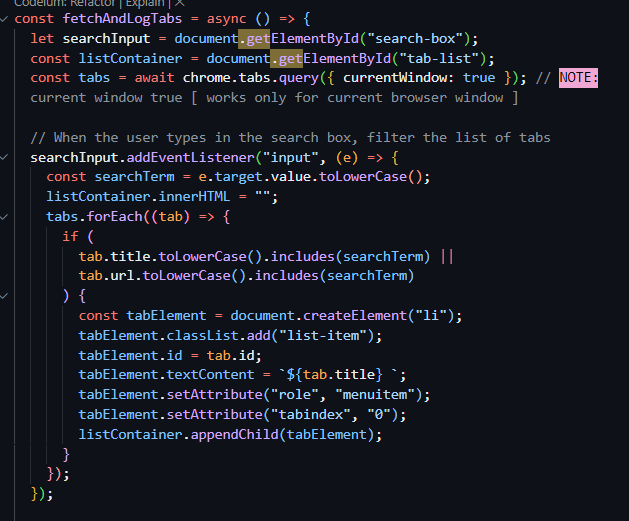 Codeium: Refactor | Explain | ✕
const fetchAndLogTabs = async () => {
  let searchInput = document.getElementById("search-box");
  const listContainer = document.getElementById("tab-list");
  const tabs = await chrome.tabs.query({ currentWindow: true }); // NOTE:
  current window true [ works only for current browser window ]

  // When the user types in the search box, filter the list of tabs
  searchInput.addEventListener("input", (e) => {
    const searchTerm = e.target.value.toLowerCase();
    listContainer.innerHTML = "";
    tabs.forEach((tab) => {
      if (
        tab.title.toLowerCase().includes(searchTerm) ||
        tab.url.toLowerCase().includes(searchTerm)
      ) {
        const tabElement = document.createElement("li");
        tabElement.classList.add("list-item");
        tabElement.id = tab.id;
        tabElement.textContent = `${tab.title} `;
        tabElement.setAttribute("role", "menuitem");
        tabElement.setAttribute("tabindex", "0");
        listContainer.appendChild(tabElement);
      }
    });
  });